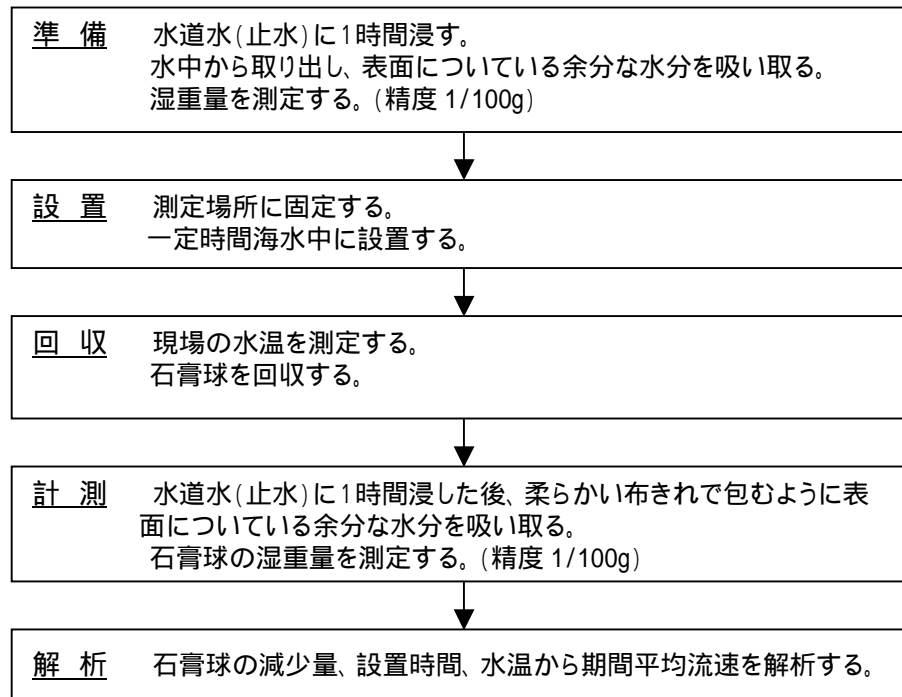 準 備 水道水(止水)に1時間浸す。
水中から取り出し、表面についている余分な水分を吸い取る。
湿重量を測定する。(精度 1/100g)
設 置 測定場所に固定する。
一定時間海水中に設置する。
回 収 現場の水温を測定する。
石膏球を回収する。
計 測 水道水(止水)に1時間浸した後、柔らかい布きれで包むように表
面についている余分な水分を吸い取る。
石膏球の湿重量を測定する。(精度 1/100g)
解 析 石膏球の減少量、設置時間、水温から期間平均流速を解析する。